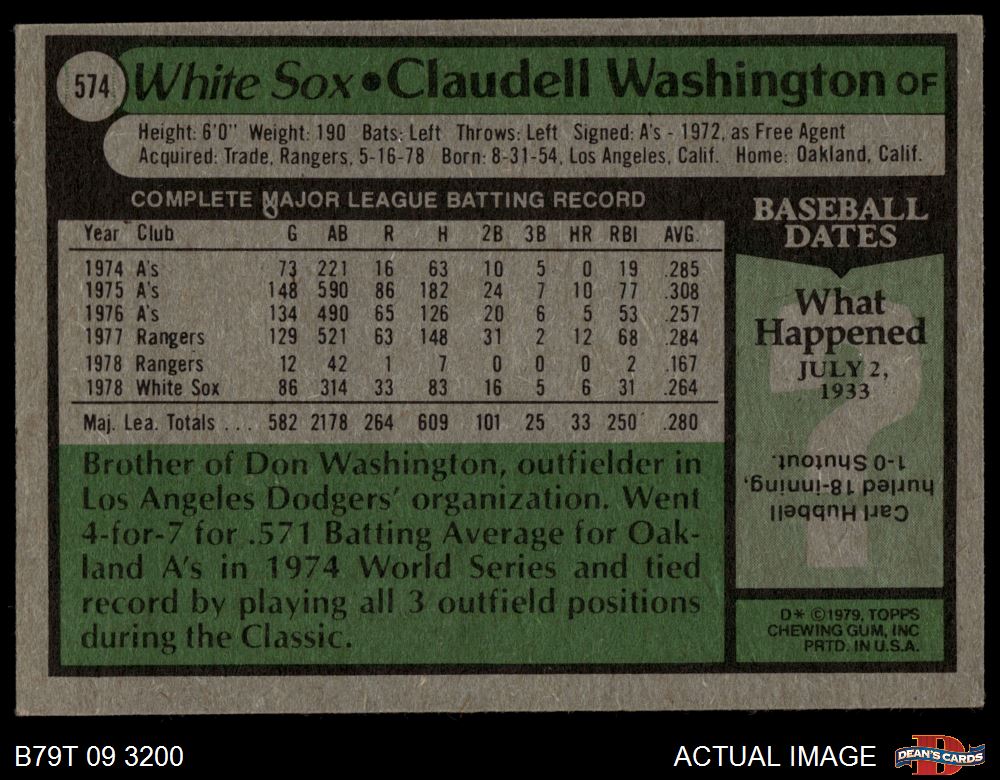 574 White Sox • Claudell Washington OF
Height: 6'0" Weight: 190 Bats: Left Throws: Left Signed: A's - 1972, as Free Agent
Acquired: Trade, Rangers, 5-16-78 Born: 8-31-54, Los Angeles, Calif. Home: Oakland, Calif.
COMPLETE MAJOR LEAGUE BATTING RECORD
Year Club G AB R H 2B 3B HR RBI AVG.
1974 A's 73 221 16 63 10 5 0 19 .285
1975 A's 148 590 86 182 24 7 10 77 .308
1976 A's 134 490 65 126 20 6 5 53 .257
1977 Rangers 129 521 63 148 31 2 12 68 .284
1978 Rangers 12 42 1 7 0 0 0 2 .167
1978 White Sox 86 314 33 83 16 5 6 31 .264
Maj. Lea. Totals . . . 582 2178 264 609 101 25 33 250 .280
Brother of Don Washington, outfielder in
Los Angeles Dodgers' organization. Went
4-for-7 for .571 Batting Average for Oak-
land A's in 1974 World Series and tied
record by playing all 3 outfield positions
during the Classic.
BASEBALL
DATES
What
Happened
JULY 2,
1933
?
Carl Hubbell
hurled 18-inning,
1-0 Shutout.
D* ©1979, TOPPS
CHEWING GUM, INC
PRTD. IN U.S.A.
B79T 09 3200
ACTUAL IMAGE
D
DEAN'S CARDS